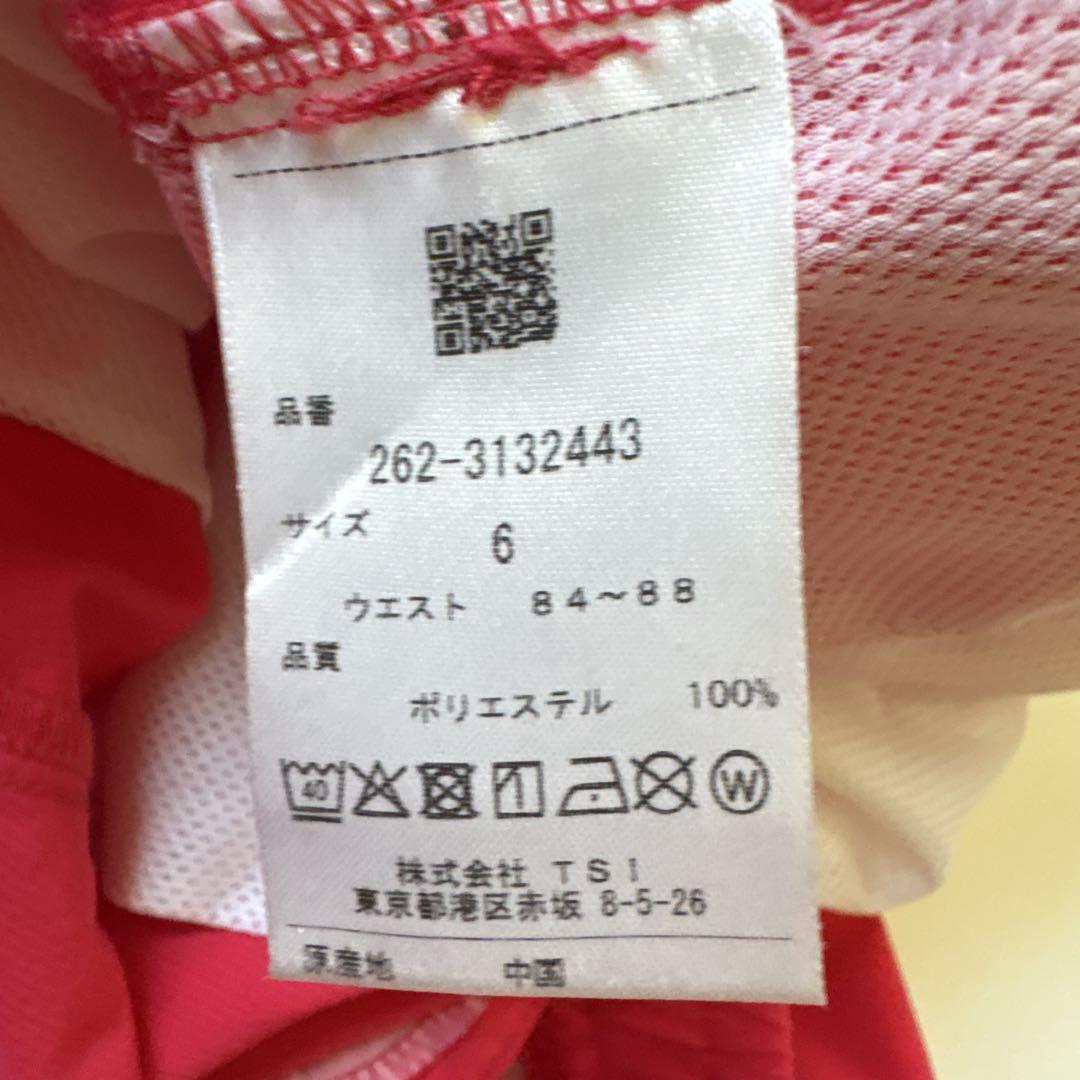 品番
262-3132443
サイズ 6
ウエスト 84~88
品質
ポリエステル 100%
40
W
株式会社 TSI
東京都港区赤坂 8-5-26
原産地 中国